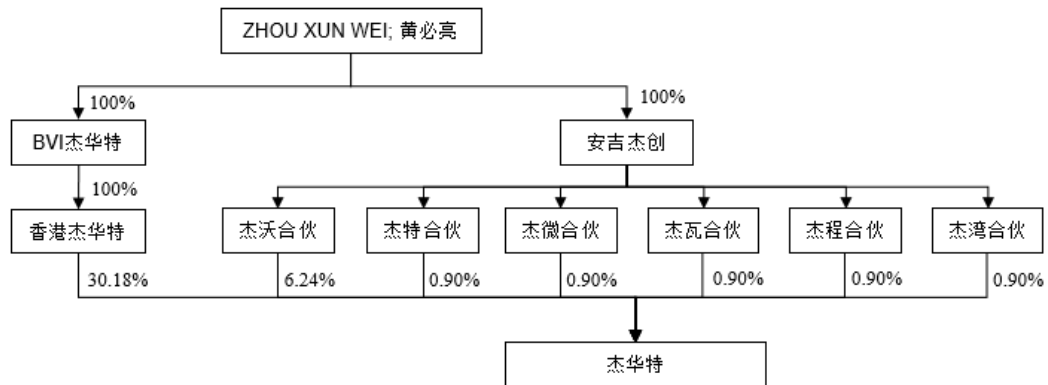 ZHOU XUN WEI; 黄必亮
100%
100%
BVI杰华特
安吉杰创
100%
香港杰华特
杰沃合伙
杰特合伙
杰微合伙
杰瓦合伙
杰程合伙
杰湾合伙
30.18%
6.24%
0.90%
0.90%
0.90%
0.90%
0.90%
杰华特